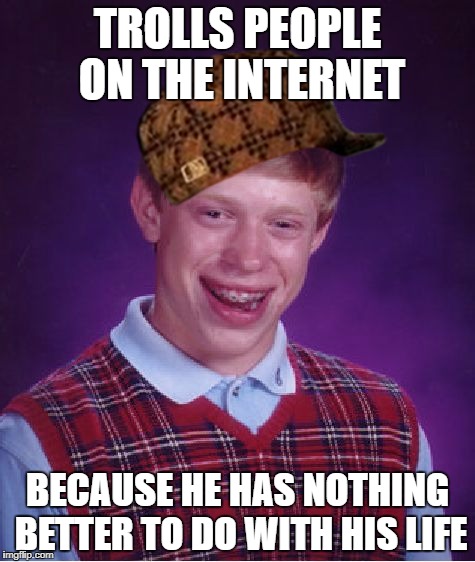 TROLLS PEOPLE
ON THE INTERNET
BECAUSE HE HAS NOTHING
BETTER TO DO WITH HIS LIFE
imgflip.com